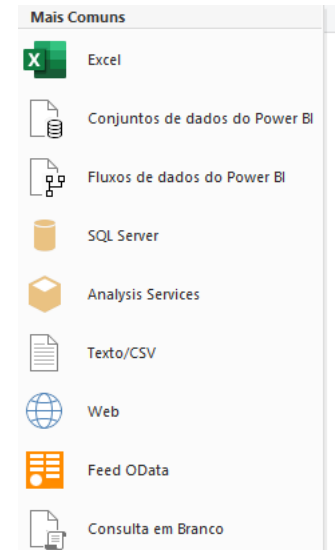 Mais Comuns
Excel
Conjuntos de dados do Power BI
Fluxos de dados do Power BI
SQL Server
Analysis Services
Texto/CSV
Web
Feed OData
Consulta em Branco